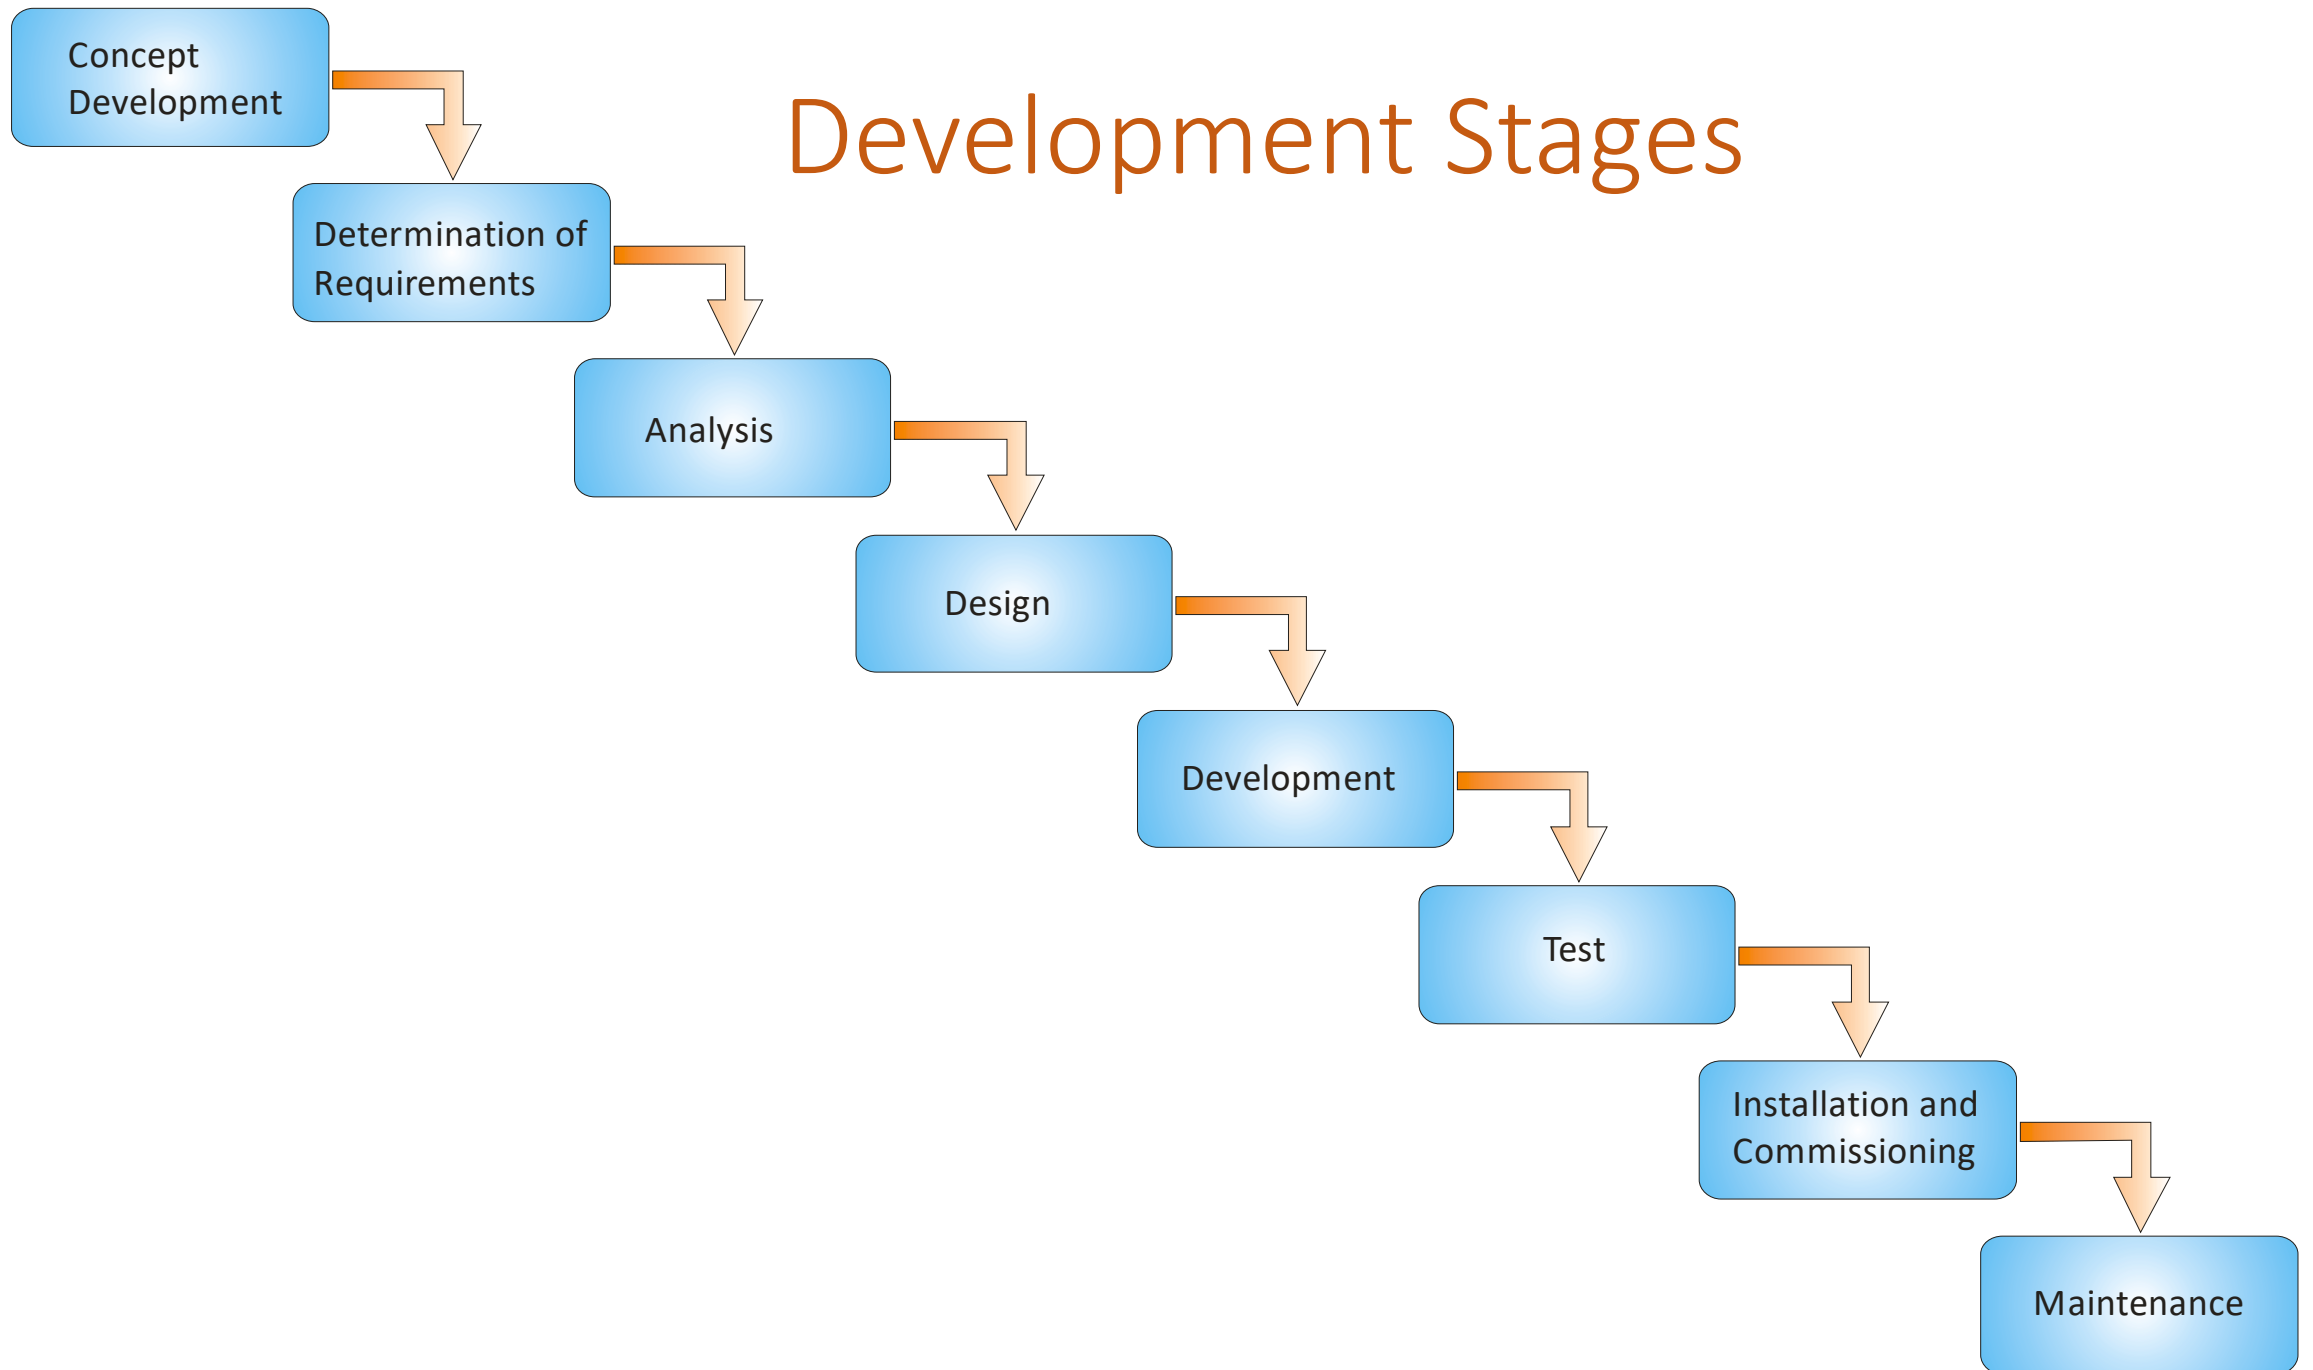 Concept
Development
Development Stages
Determination of
Requirements
Analysis
Design
Development
Test
Installation and
Commissioning
Maintenance